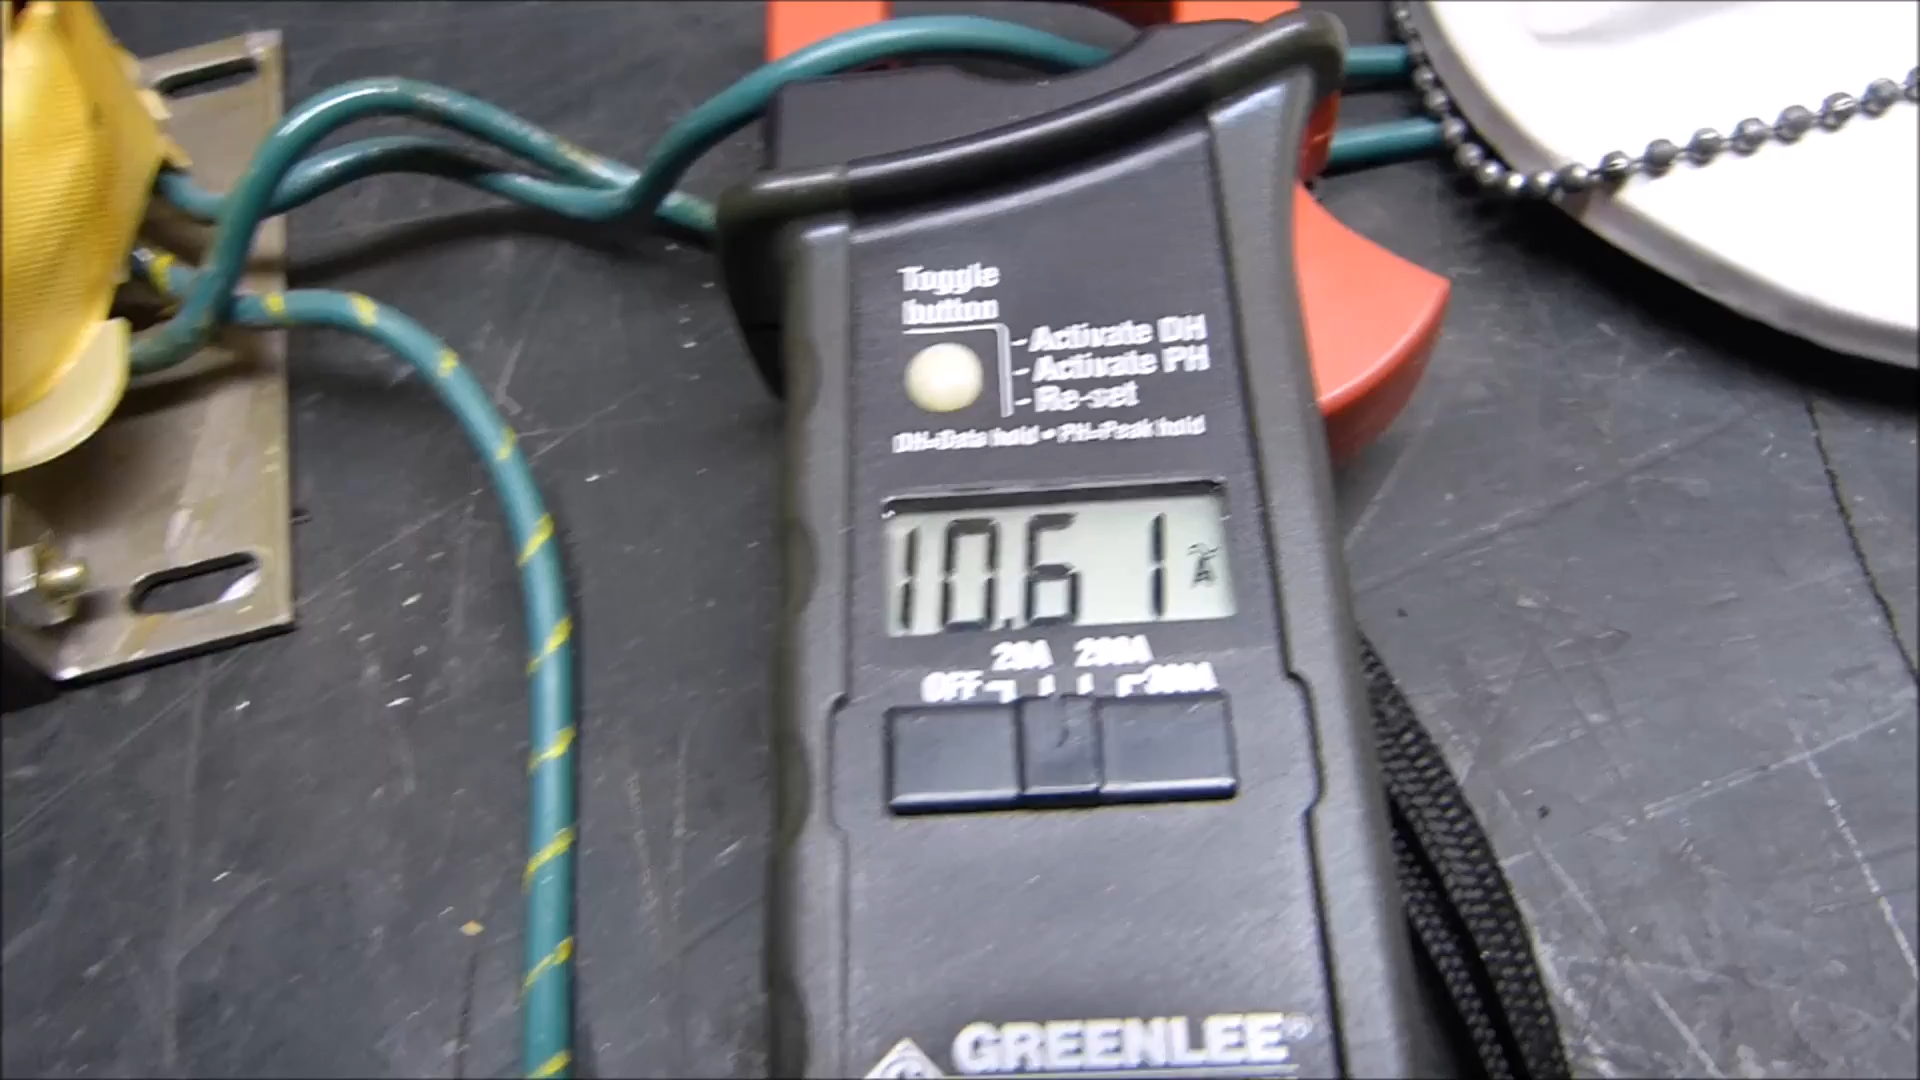 Toggle
button
-Activate DH
-Activate PH
-Re-set
DH=Data hold • PH=Peak hold
10.61 A
20A 200A
OFF 300A
GREENLEE®